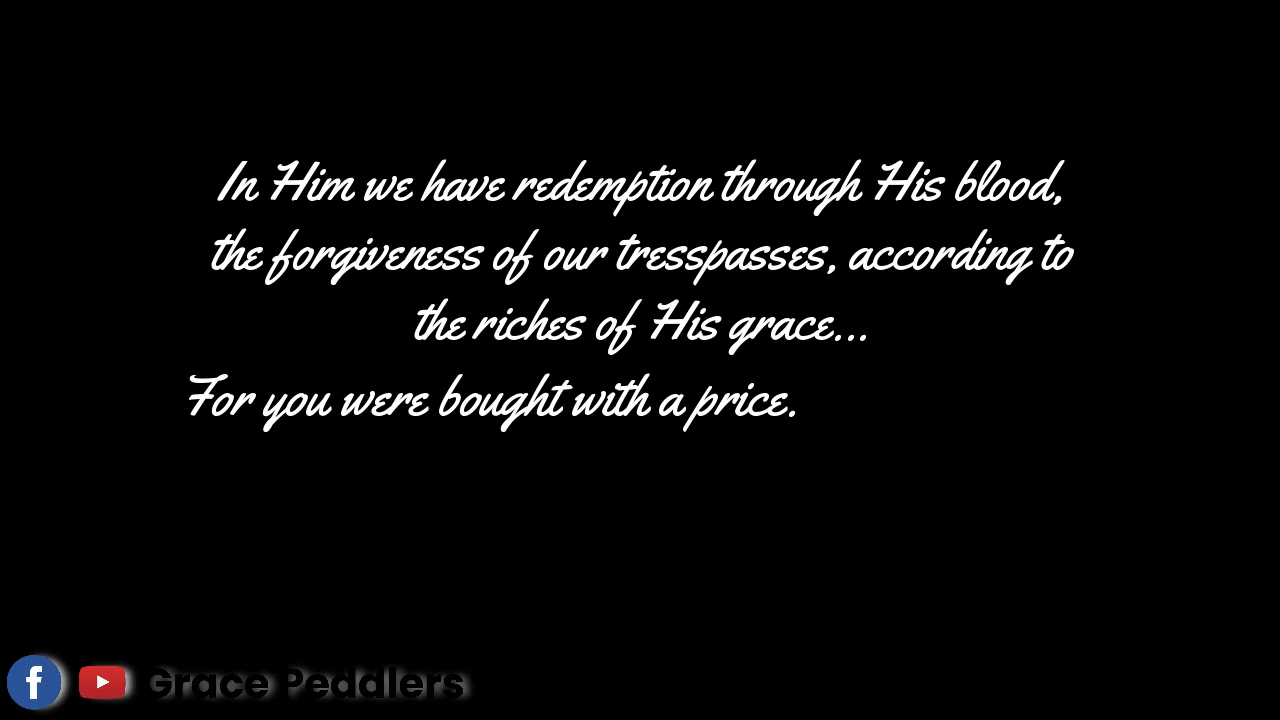 In Him we have redemption through His blood,
the forgiveness of our tresspasses, according to
the riches of His grace...
For you were bought with a price.
Grace Peddlers